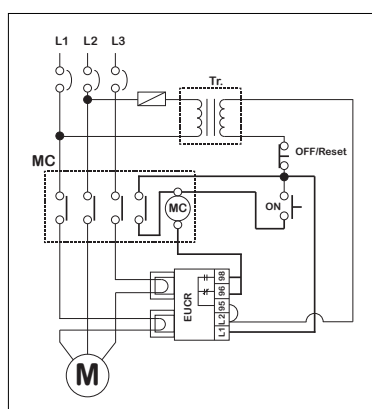 L1 L2 L3
Tr.
OFF/Reset
MC
ON
MC
EUCR
98
96
95
L2
L1
M